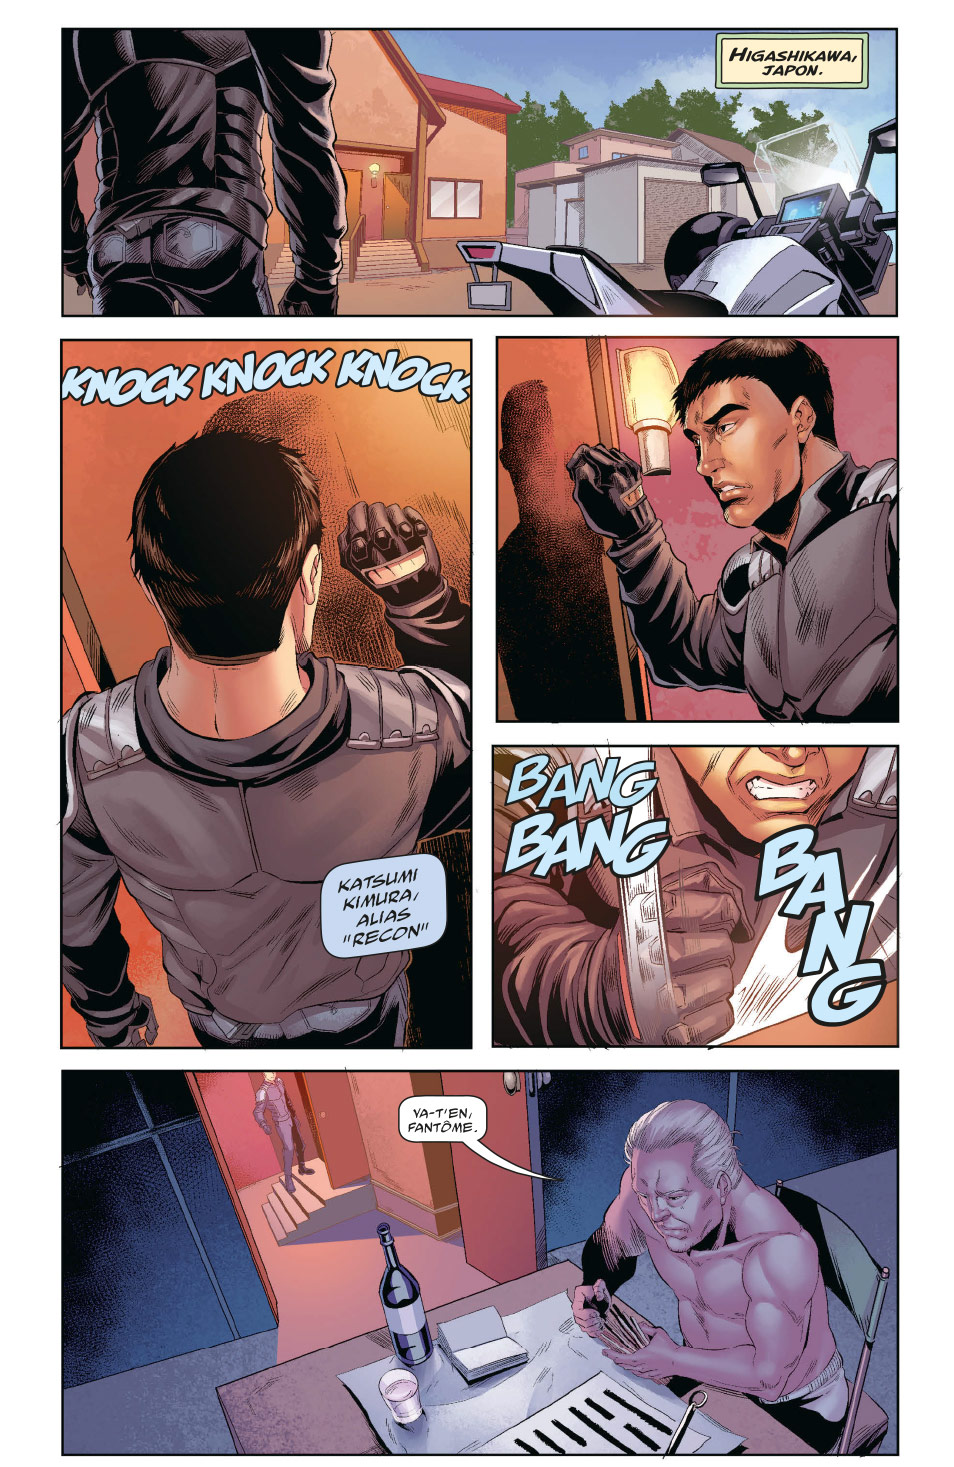 HIGASHIKAWA,
JAPON.
KNOCK KNOCK KNOCK
KATSUMI
KIMURA,
ALIAS
"RECON"
BANG
BANG
BANG
VA-T'EN,
FANTÔME.